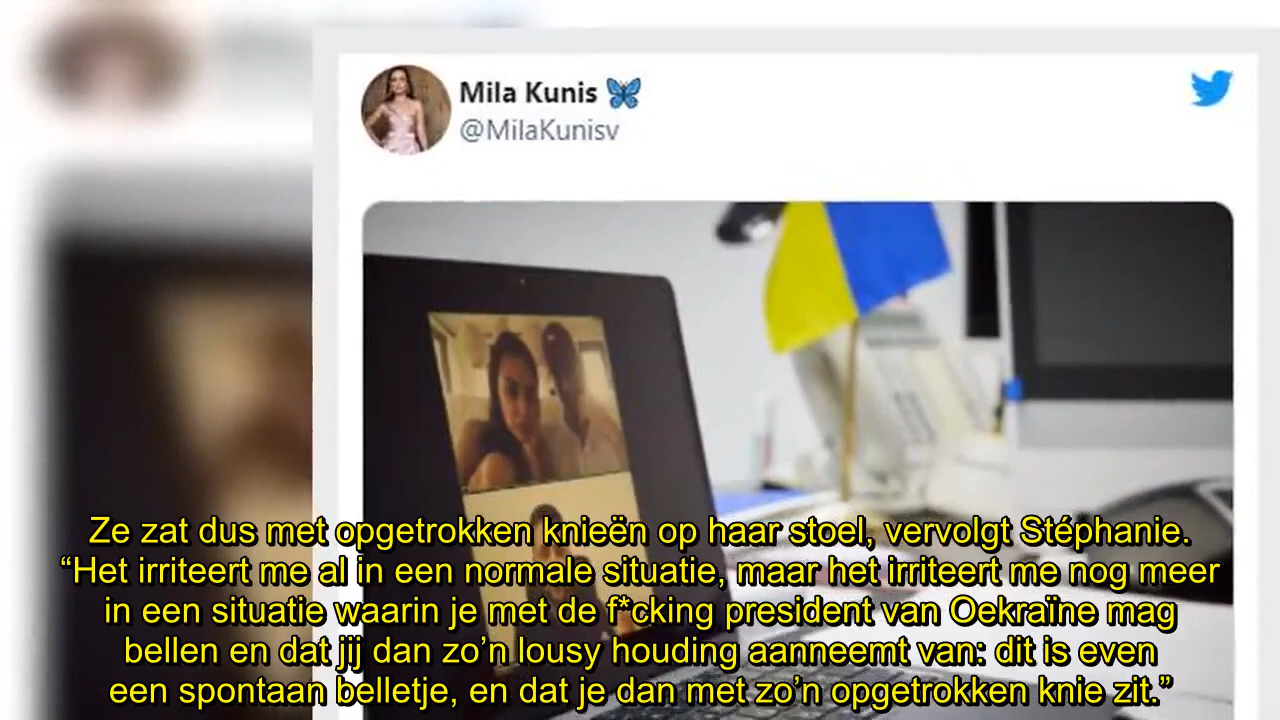 Mila Kunis 🦋
@MilaKunisv
Ze zat dus met opgetrokken knieën op haar stoel, vervolgt Stéphanie.
“Het irriteert me al in een normale situatie, maar het irriteert me nog meer
in een situatie waarin je met de f*cking president van Oekraïne mag
bellen en dat jij dan zo’n lousy houding aanneemt van: dit is even
een spontaan belletje, en dat je dan met zo’n opgetrokken knie zit.”